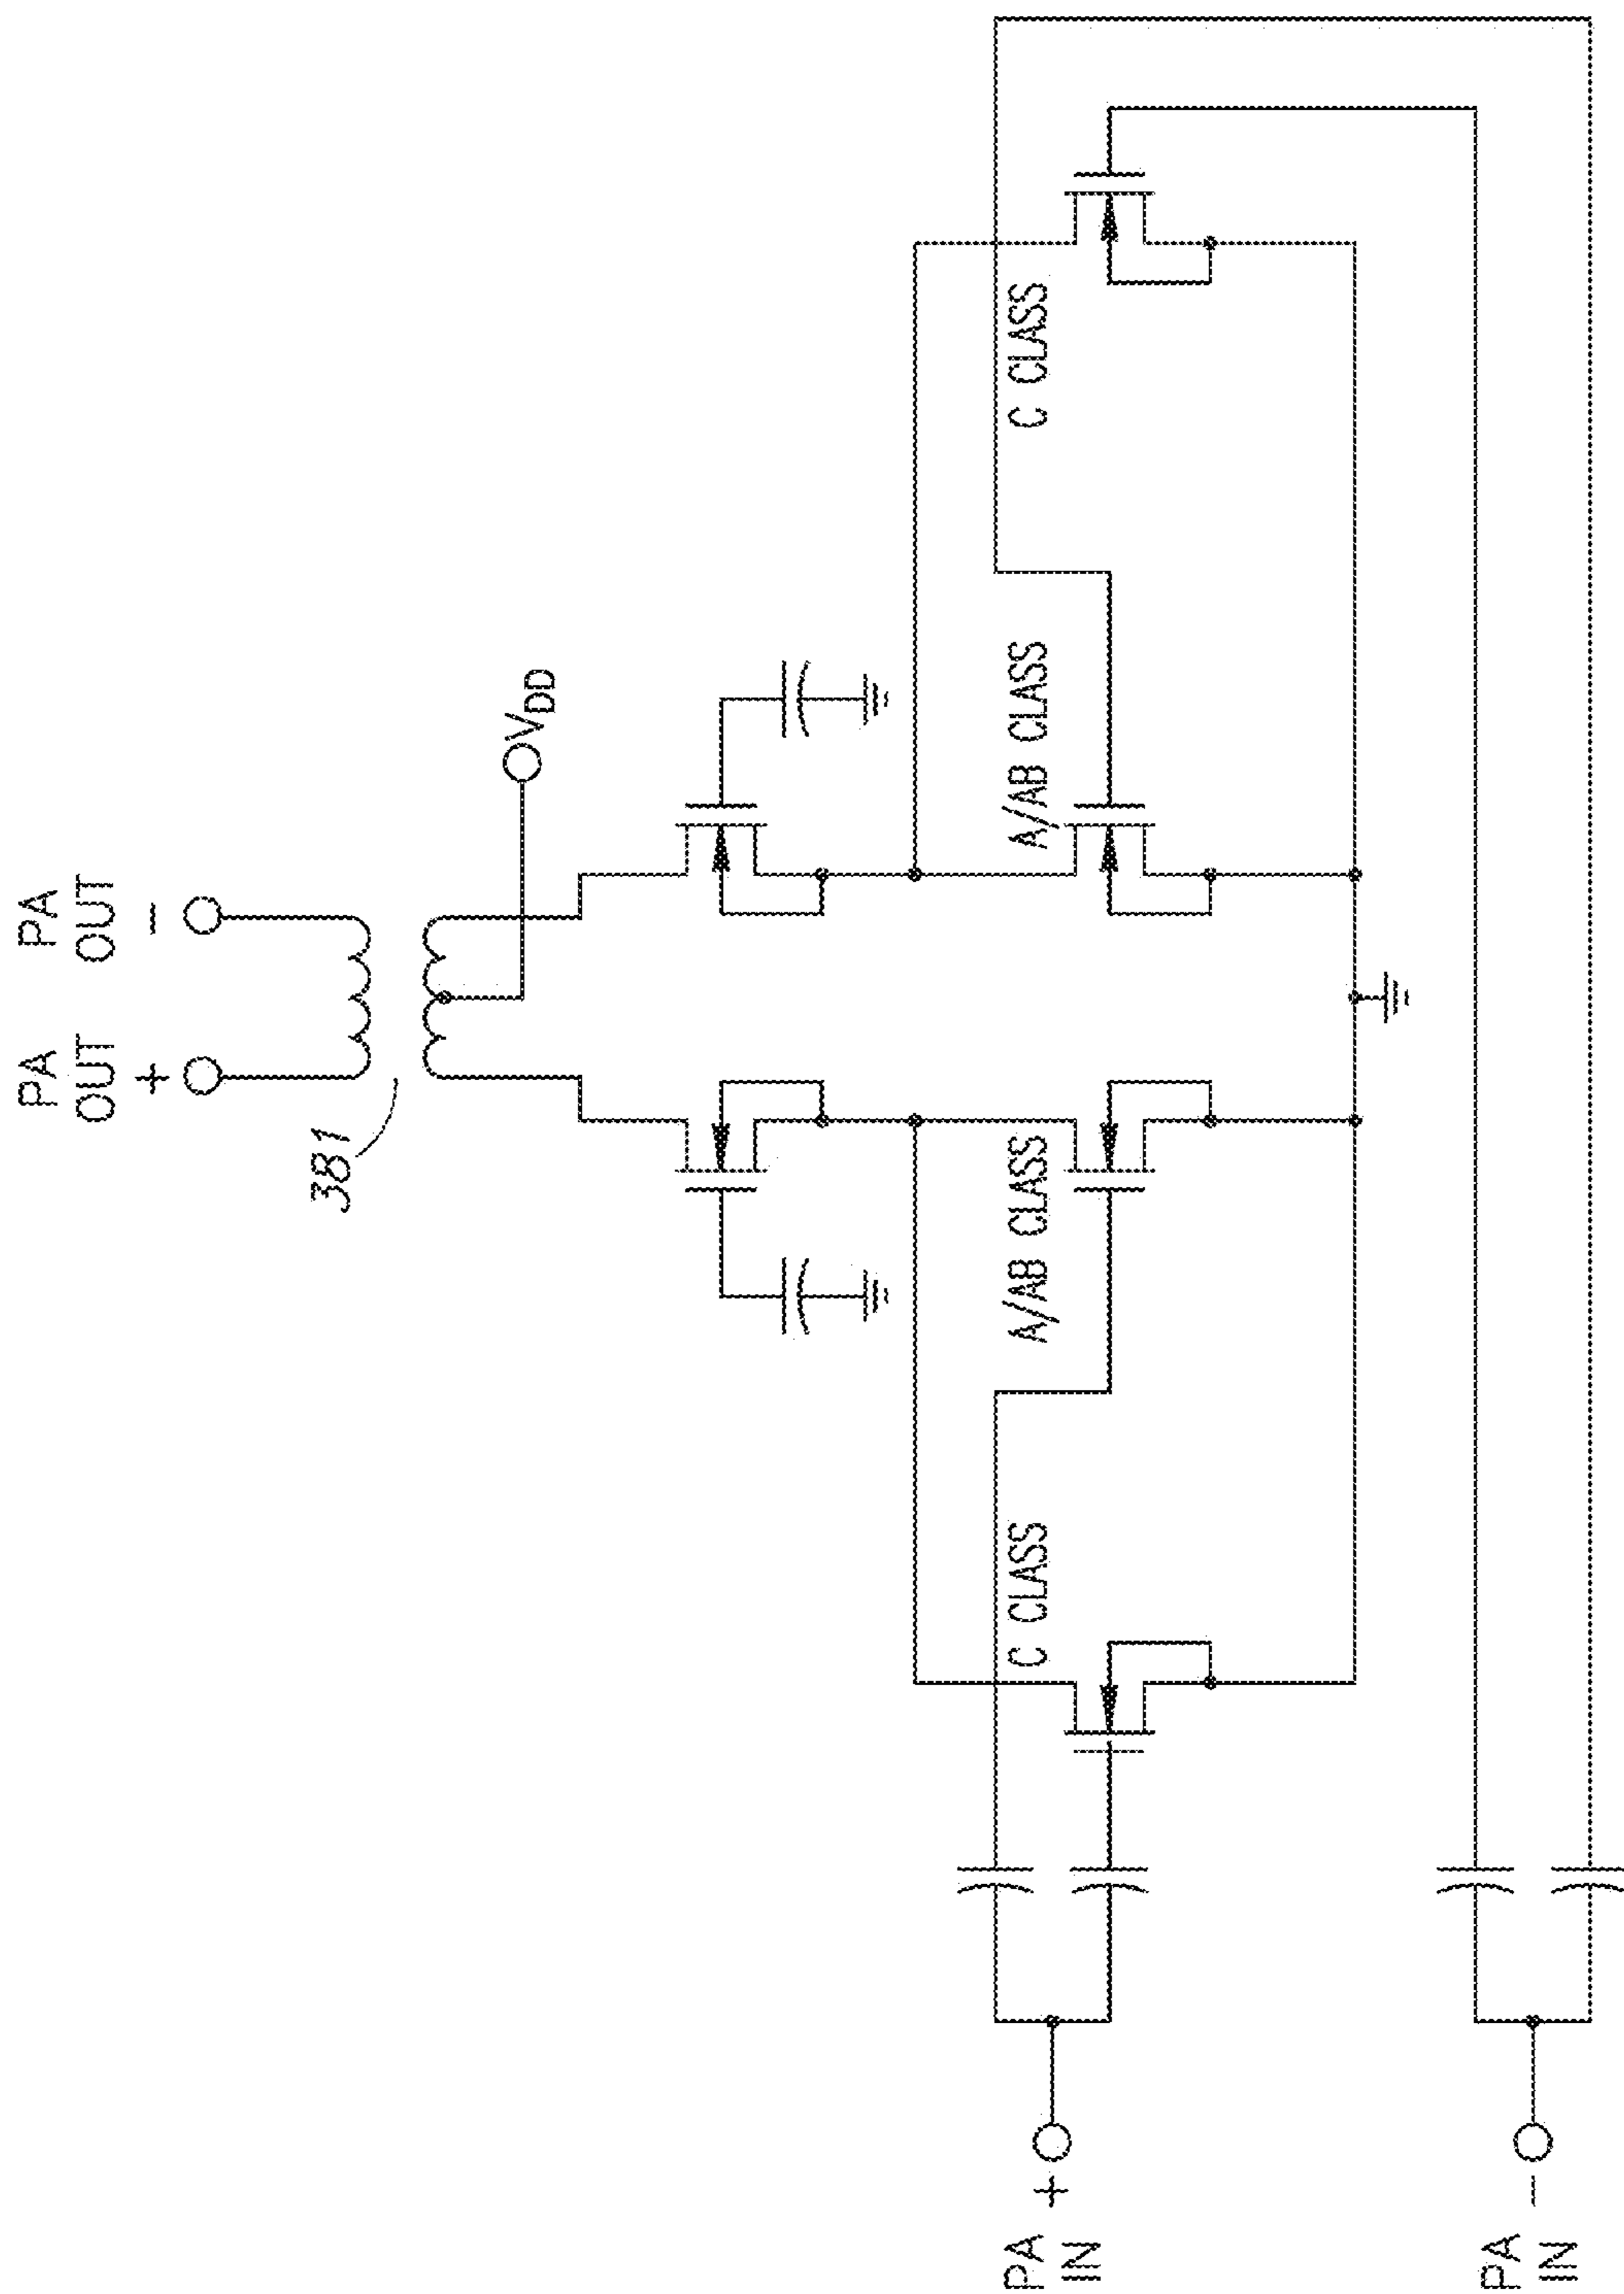 PA
OUT
+
PA
OUT
−
381
VDD
C CLASS
A/AB CLASS
A/AB CLASS
C CLASS
PA +
IN
PA −
IN